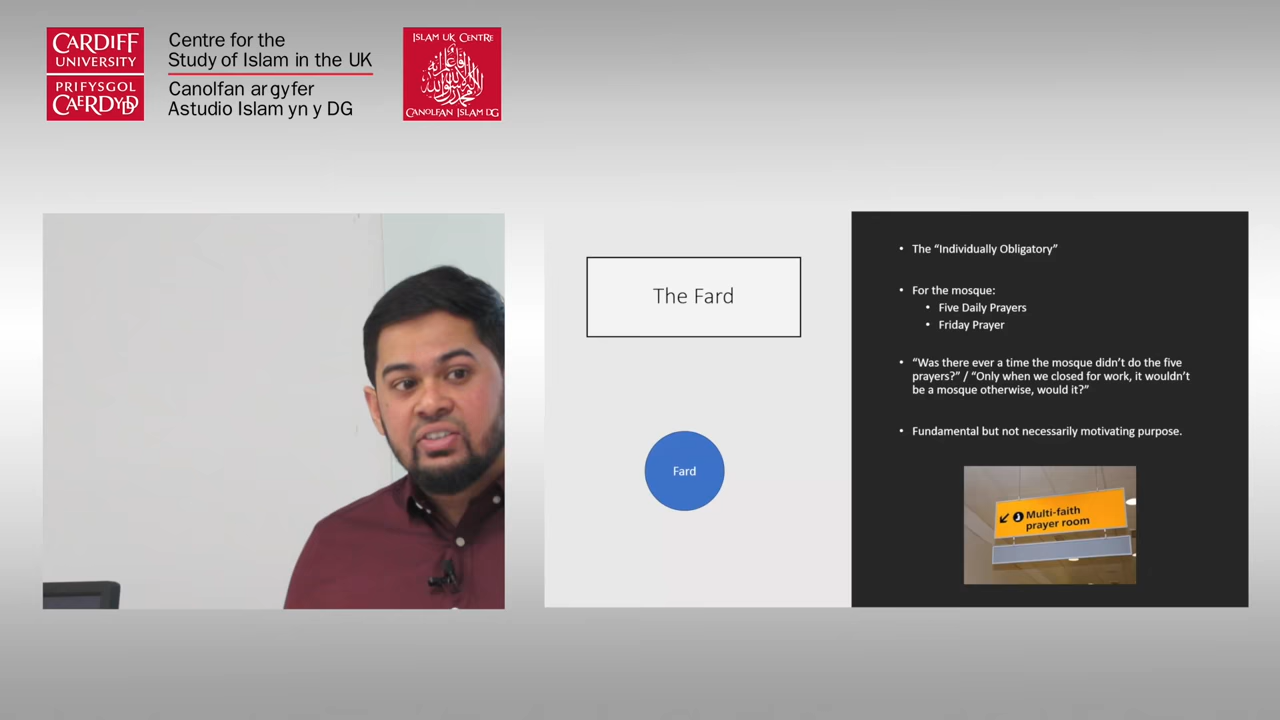 CARDIFF
UNIVERSITY
PRIFYSGOL
CAERDYDD
Centre for the
Study of Islam in the UK
Canolfan ar gyfer
Astudio Islam yn y DG
ISLAM UK CENTRE
CANOLFAN ISLAM DG
The Fard
Fard
• The “Individually Obligatory”
• For the mosque:
• Five Daily Prayers
• Friday Prayer
• “Was there ever a time the mosque didn’t do the five
prayers?” / “Only when we closed for work, it wouldn’t
be a mosque otherwise, would it?”
• Fundamental but not necessarily motivating purpose.
Multi-faith
prayer room